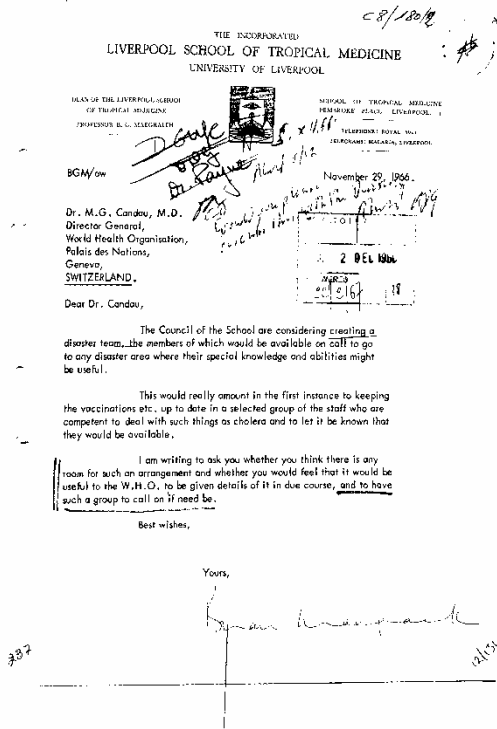 C8/180/2
THE INCORPORATED
LIVERPOOL SCHOOL OF TROPICAL MEDICINE
UNIVERSITY OF LIVERPOOL
DEAN OF THE LIVERPOOL SCHOOL
OF TROPICAL MEDICINE
PROFESSOR B. G. MAEGRAITH
SCHOOL OF TROPICAL MEDICINE
PEMBROKE PLACE, LIVERPOOL, 3
TELEPHONE: ROYAL
TELEGRAMS: MALARIA, LIVERPOOL
Dr. Payne
BGM/ow
November 29, 1966.
Dr. M.G. Candau, M.D.
Director General,
World Health Organisation,
Palais des Nations,
Geneva,
SWITZERLAND.
2 DEC 1966
18
Dear Dr. Candau,
The Council of the School are considering creating a
disaster team, the members of which would be available on call to go
to any disaster area where their special knowledge and abilities might
be useful.
This would really amount in the first instance to keeping
the vaccinations etc. up to date in a selected group of the staff who are
competent to deal with such things as cholera and to let it be known that
they would be available.
I am writing to ask you whether you think there is any
room for such an arrangement and whether you would feel that it would be
useful to the W.H.O. to be given details of it in due course, and to have
such a group to call on if need be.
Best wishes,
Yours,
237